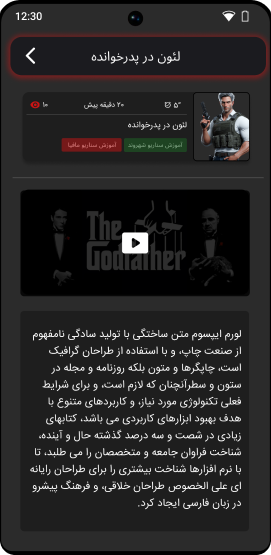 12:30
لئون در پدرخوانده
۵″
۲۰ دقیقه پیش
۱۰
لئون در پدرخوانده
آموزش سناریو شهروند
آموزش سناریو مافیا
The
Godfather
لورم ایپسوم متن ساختگی با تولید سادگی نامفهوم
از صنعت چاپ، و با استفاده از طراحان گرافیک
است، چاپگرها و متون بلکه روزنامه و مجله در
ستون و سطرآنچنان که لازم است، و برای شرایط
فعلی تکنولوژی مورد نیاز، و کاربردهای متنوع با
هدف بهبود ابزارهای کاربردی می باشد، کتابهای
زیادی در شصت و سه درصد گذشته حال و آینده،
شناخت فراوان جامعه و متخصصان را می طلبد، تا
با نرم افزارها شناخت بیشتری را برای طراحان رایانه
ای علی الخصوص طراحان خلاقی، و فرهنگ پیشرو
در زبان فارسی ایجاد کرد.